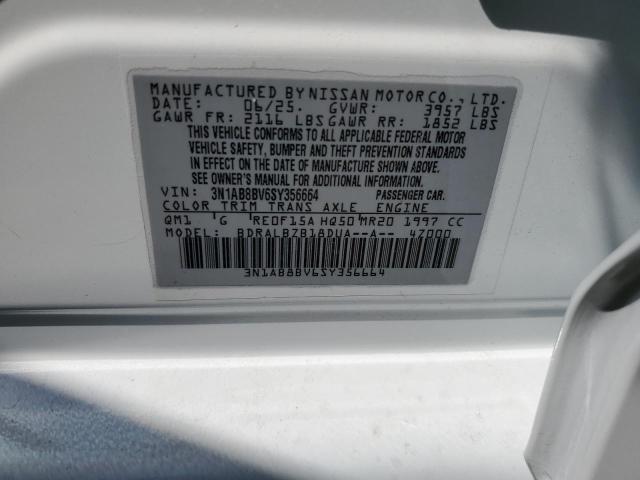 MANUFACTURED BY NISSAN MOTOR CO., LTD.
DATE: 06/25. GVWR: 3957 LBS
GAWR FR: 2116 LBS GAWR RR: 1852 LBS
THIS VEHICLE CONFORMS TO ALL APPLICABLE FEDERAL MOTOR
VEHICLE SAFETY, BUMPER AND THEFT PREVENTION STANDARDS
IN EFFECT ON THE DATE OF MANUFACTURE SHOWN ABOVE.
SEE OWNER'S MANUAL FOR ADDITIONAL INFORMATION.
VIN: 3N1AB8BV6SY356664 PASSENGER CAR.
COLOR TRIM TRANS AXLE ENGINE
QM1 G RE0F15A HQ50 MR20 1997 CC
MODEL: BDRALBZB18DUA--A-- 47000
3N1AB8BV6SY356664